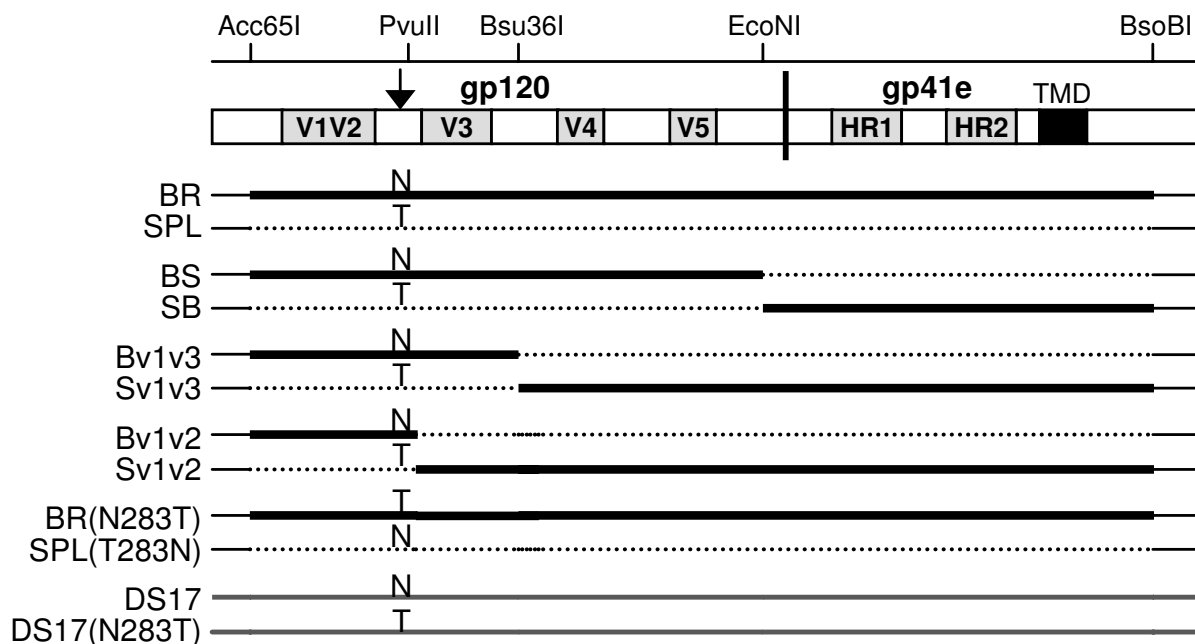 Acc65I PvuII Bsu36I EcoNI BsoBI
gp120 gp41e TMD
V1V2 V3 V4 V5 HR1 HR2
BR N
SPL T
BS N
SB T
Bv1v3 N
Sv1v3 T
Bv1v2 N
Sv1v2 T
BR(N283T) T
SPL(T283N) N
DS17 N
DS17(N283T) T